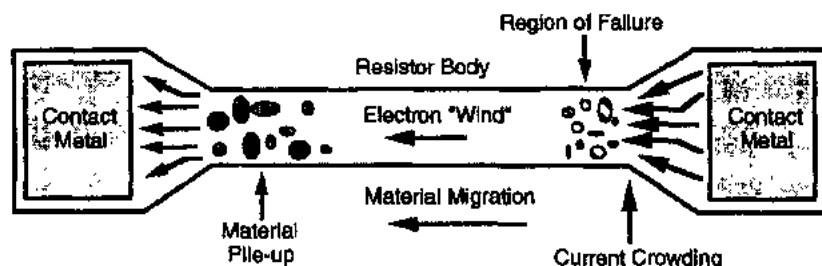 Region of Failure
Resistor Body
Contact
Metal
Electron "Wind"
Contact
Metal
Material
Pile-up
Material Migration
Current Crowding